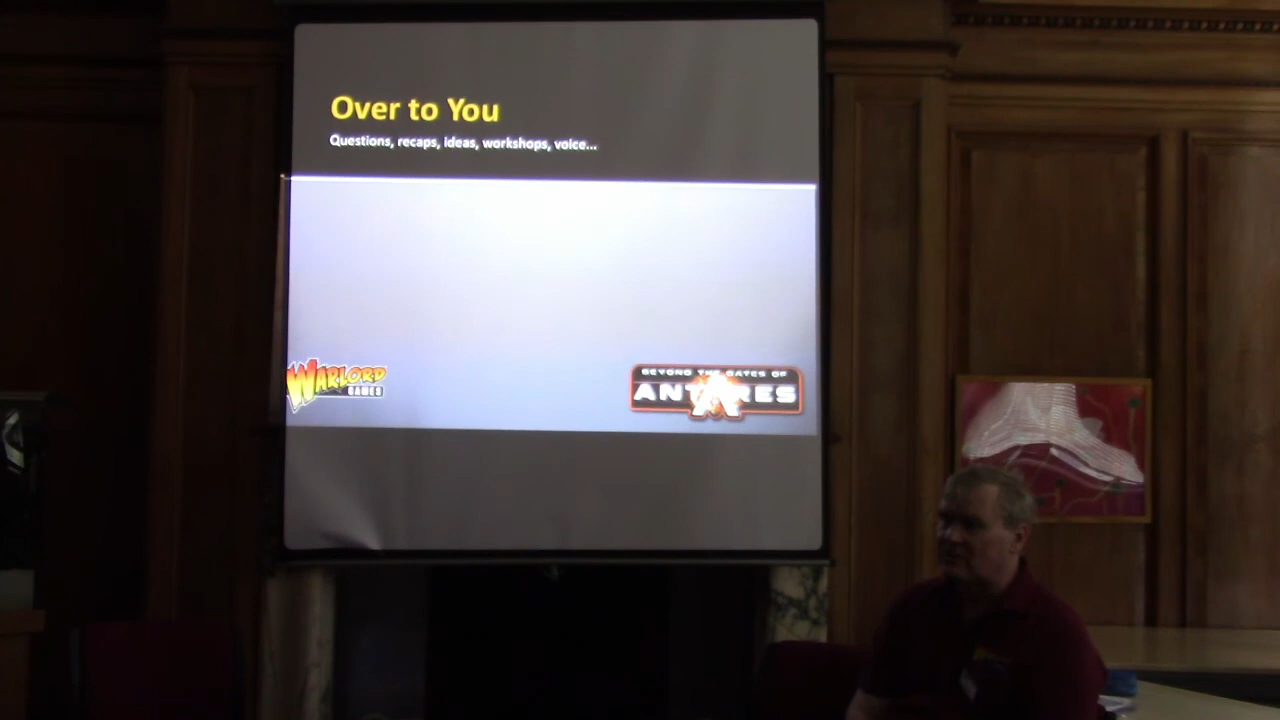 Over to You
Questions, recaps, ideas, workshops, voice...
WARLORD
GAMES
BEYOND THE GATES OF
ANTARES